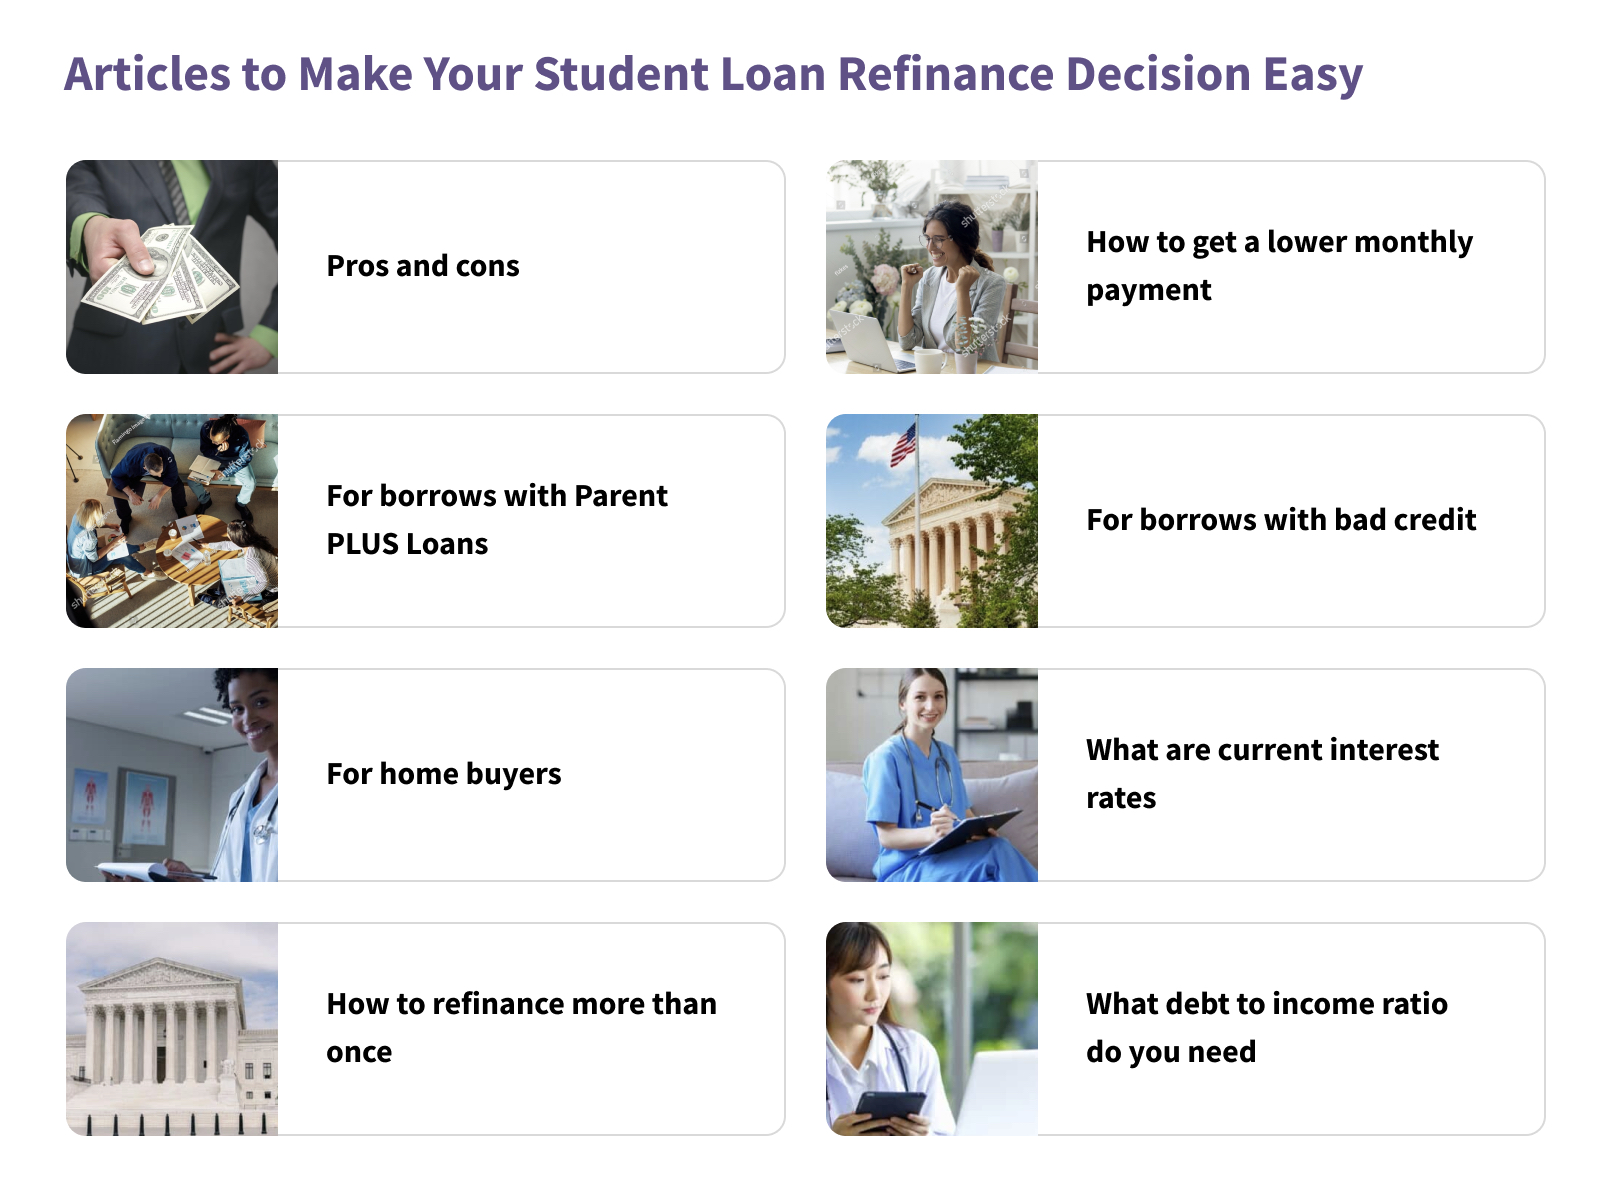 Articles to Make Your Student Loan Refinance Decision Easy
Pros and cons
How to get a lower monthly
payment
For borrows with Parent
PLUS Loans
For borrows with bad credit
For home buyers
What are current interest
rates
How to refinance more than
once
What debt to income ratio
do you need